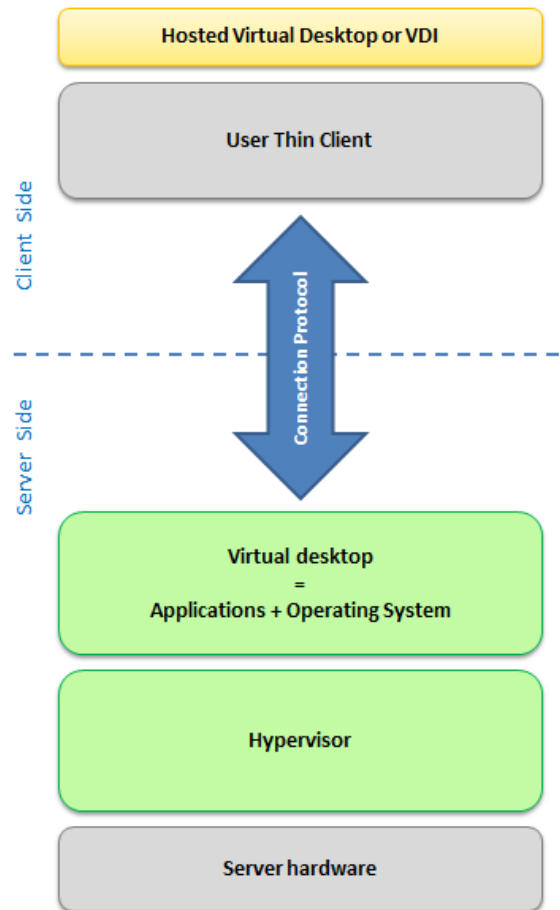 Hosted Virtual Desktop or VDI
User Thin Client
Client Side
Connection Protocol
Server Side
Virtual desktop
=
Applications + Operating System
Hypervisor
Server hardware